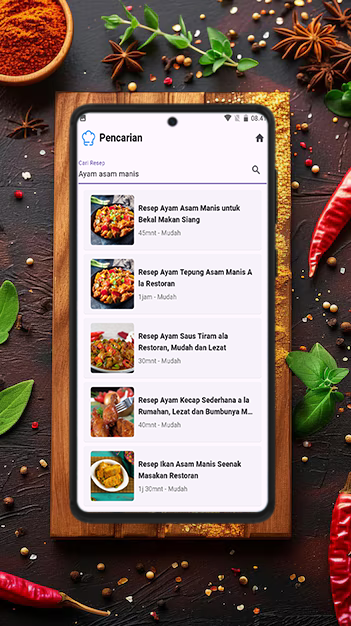 08.4
Pencarian
Cari Resep
Ayam asam manis
Resep Ayam Asam Manis untuk
Bekal Makan Siang
45mnt - Mudah
Resep Ayam Tepung Asam Manis A
la Restoran
1jam - Mudah
Resep Ayam Saus Tiram ala
Restoran, Mudah dan Lezat
30mnt - Mudah
Resep Ayam Kecap Sederhana a la
Rumahan, Lezat dan Bumbunya M...
40mnt - Mudah
Resep Ikan Asam Manis Seenak
Masakan Restoran
1j 30mnt - Mudah